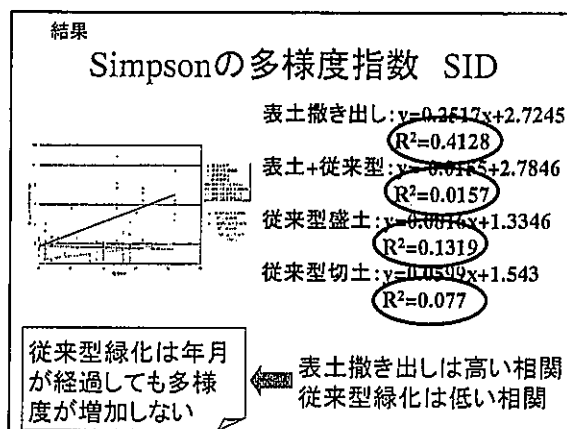 結果
Simpsonの多様度指数 SID
表土撒き出し:y=0.2517x+2.7245
R²=0.4128
表土+従来型:y=0.0155+2.7846
R²=0.0157
従来型盛土:y=0.0816x+1.3346
R²=0.1319
従来型切土:y=0.0599x+1.543
R²=0.077
従来型緑化は年月
が経過しても多様
度が増加しない
表土撒き出しは高い相関
従来型緑化は低い相関